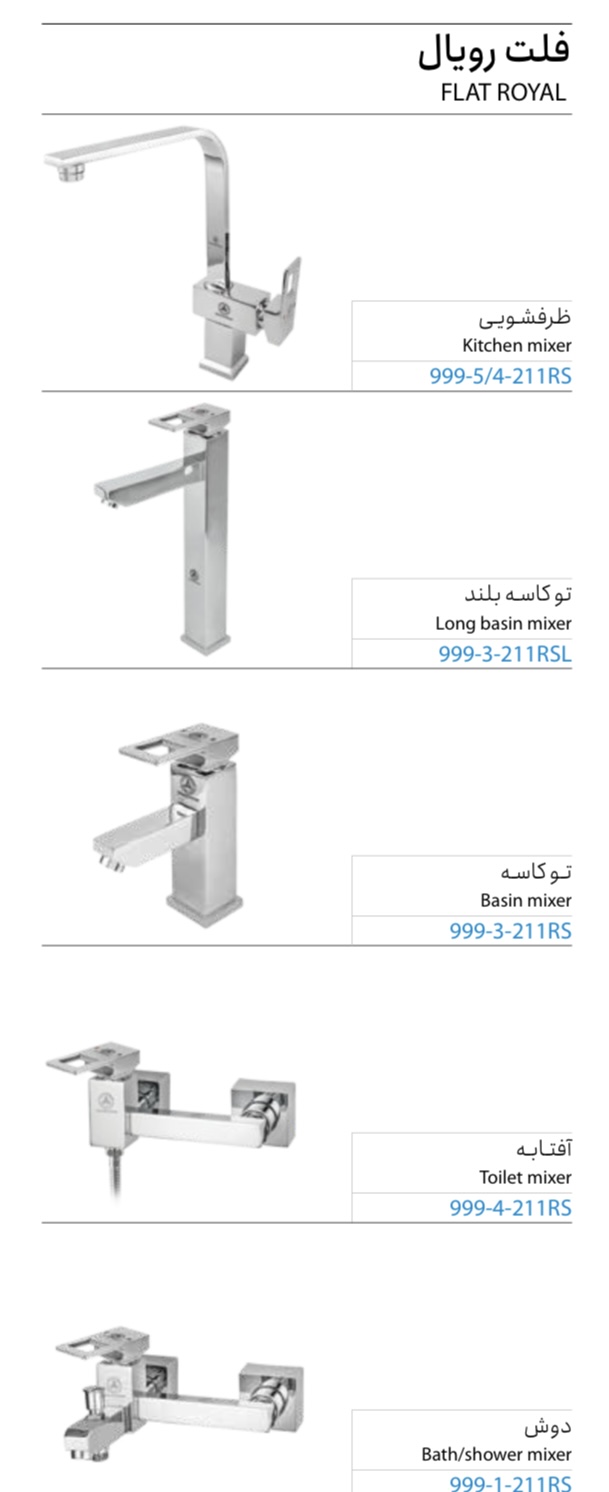 فلت رویال
FLAT ROYAL
ظرفشویی
Kitchen mixer
999-5/4-211RS
توکاسه بلند
Long basin mixer
999-3-211RSL
توکاسه
Basin mixer
999-3-211RS
آفتابه
Toilet mixer
999-4-211RS
دوش
Bath/shower mixer
999-1-211RS